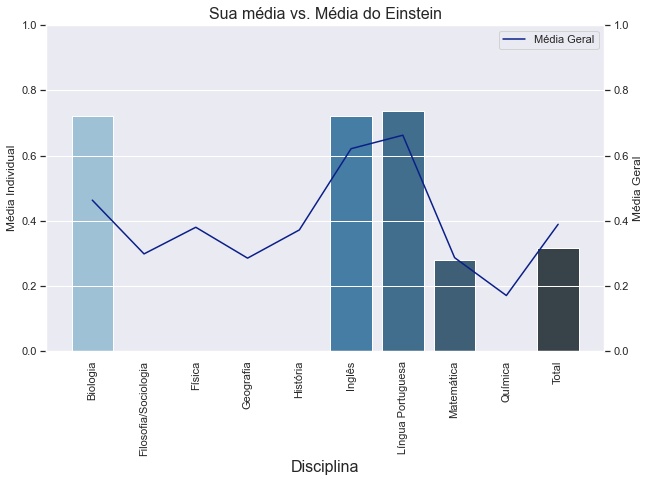 Sua média vs. Média do Einstein
Média Geral
1.0
0.8
0.6
0.4
0.2
0.0
Média Individual
1.0
0.8
0.6
0.4
0.2
0.0
Média Geral
Biologia
Filosofia/Sociologia
Física
Geografia
História
Inglês
Língua Portuguesa
Matemática
Química
Total
Disciplina